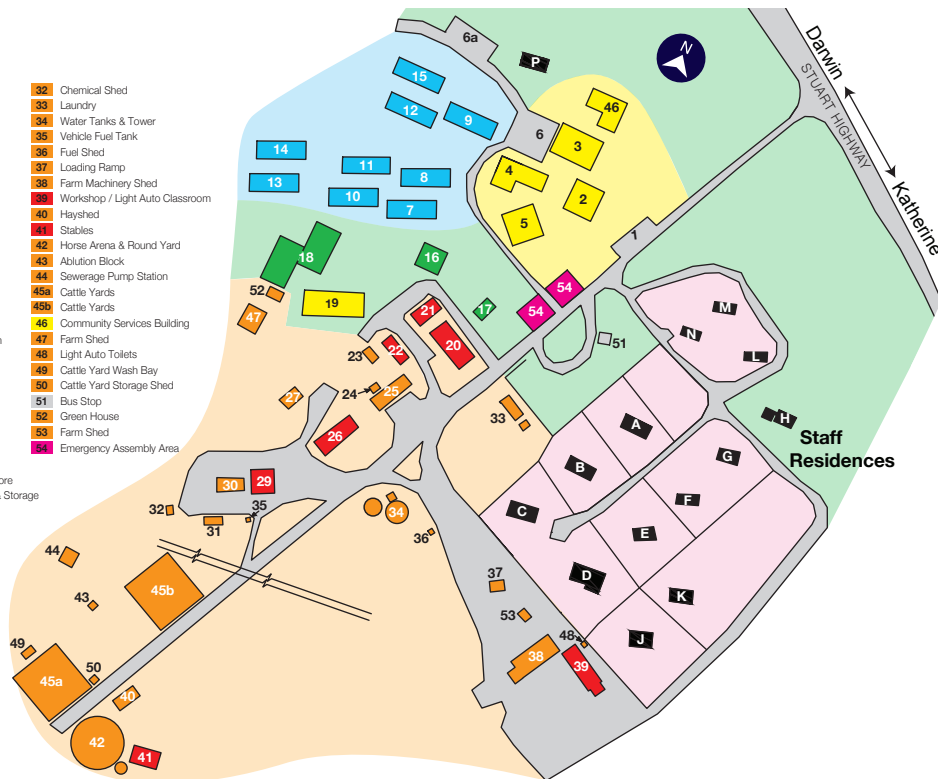 32 Chemical Shed
33 Laundry
34 Water Tanks & Tower
35 Vehicle Fuel Tank
36 Fuel Shed
37 Loading Ramp
38 Farm Machinery Shed
39 Workshop / Light Auto Classroom
40 Hayshed
41 Stables
42 Horse Arena & Round Yard
43 Ablution Block
44 Sewerage Pump Station
45a Cattle Yards
45b Cattle Yards
46 Community Services Building
47 Farm Shed
48 Light Auto Toilets
49 Cattle Yard Wash Bay
50 Cattle Yard Storage Shed
51 Bus Stop
52 Green House
53 Farm Shed
54 Emergency Assembly Area
ore
Storage
6a
P
N
Darwin
STUART HIGHWAY
Katherine
15
12
9
46
6
3
14
11
8
4
13
10
7
2
5
1
18
16
54
52
19
17
54
47
21
51
M
N
L
23
22
20
24
25
27
33
A
H
Staff
Residences
26
B
G
30
29
C
F
32
31
35
34
36
E
44
45b
37
D
43
53
K
49
48
J
45a
50
38
39
40
42
41